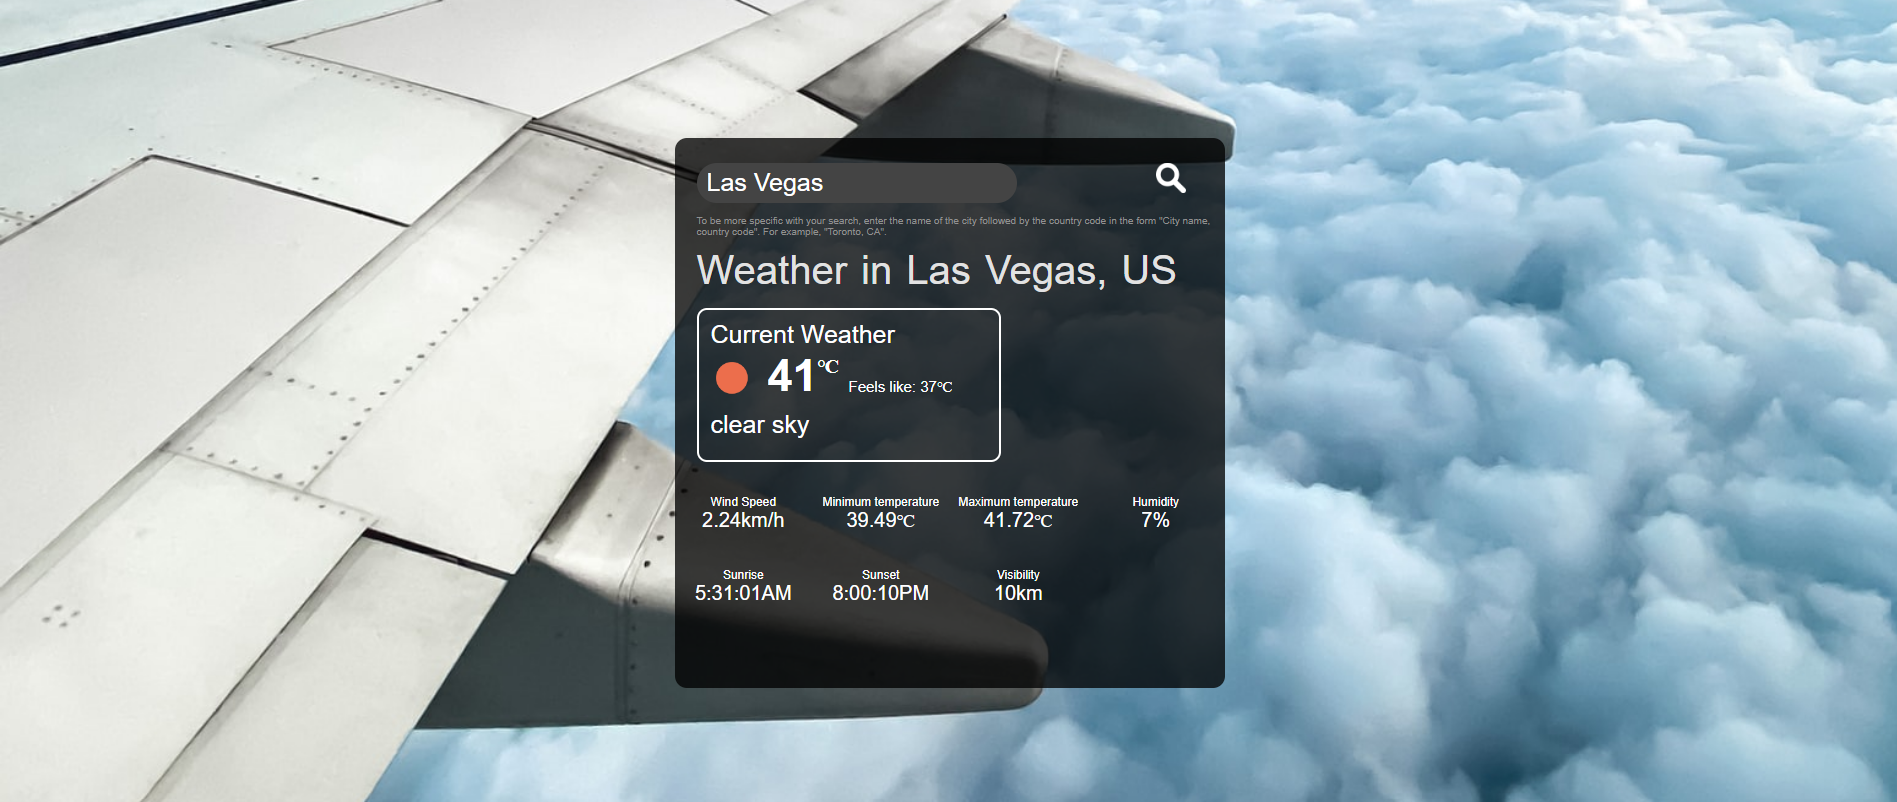 Las Vegas
To be more specific with your search, enter the name of the city followed by the country code in the form "City name,
country code". For example, "Toronto, CA".
Weather in Las Vegas, US
Current Weather
41°C Feels like: 37°C
clear sky
Wind Speed Minimum temperature Maximum temperature Humidity
2.24km/h 39.49°C 41.72°C 7%
Sunrise Sunset Visibility
5:31:01AM 8:00:10PM 10km